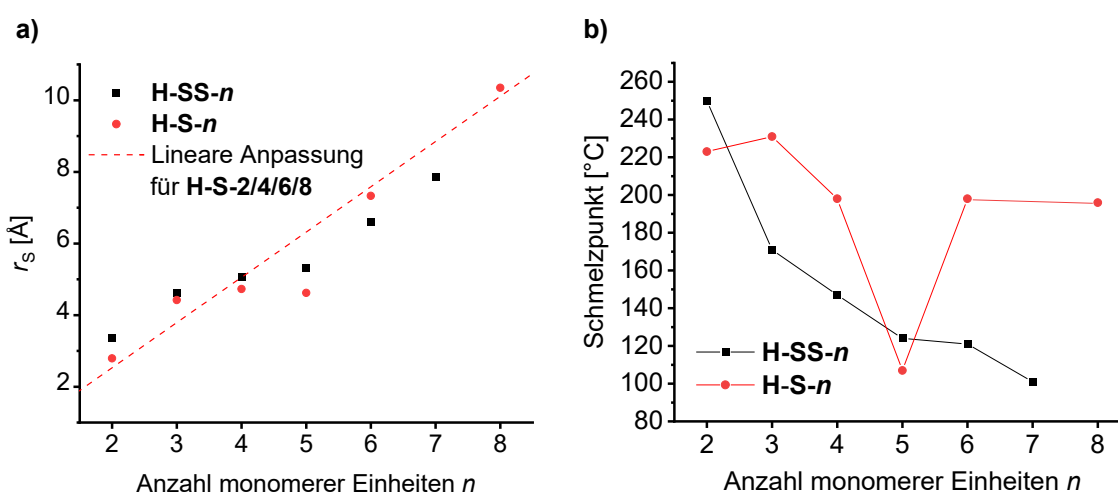 a)
H-SS-n
H-S-n
Lineare Anpassung
für H-S-2/4/6/8
rS [Å]
10
8
6
4
2
2 3 4 5 6 7 8
Anzahl monomerer Einheiten n
b)
Schmelzpunkt [°C]
260
240
220
200
180
160
140
120
100
80
H-SS-n
H-S-n
2 3 4 5 6 7 8
Anzahl monomerer Einheiten n